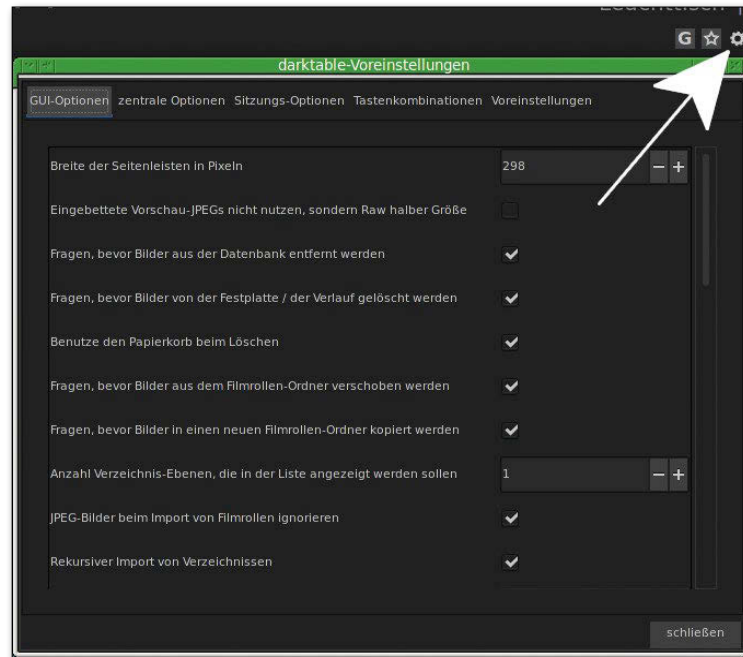 Leuchttisch
G
darktable-Voreinstellungen
GUI-Optionen zentrale Optionen Sitzungs-Optionen Tastenkombinationen Voreinstellungen
Breite der Seitenleisten in Pixeln 298 − +
Eingebettete Vorschau-JPEGs nicht nutzen, sondern Raw halber Größe
Fragen, bevor Bilder aus der Datenbank entfernt werden
Fragen, bevor Bilder von der Festplatte / der Verlauf gelöscht werden
Benutze den Papierkorb beim Löschen
Fragen, bevor Bilder aus dem Filmrollen-Ordner verschoben werden
Fragen, bevor Bilder in einen neuen Filmrollen-Ordner kopiert werden
Anzahl Verzeichnis-Ebenen, die in der Liste angezeigt werden sollen 1 − +
JPEG-Bilder beim Import von Filmrollen ignorieren
Rekursiver Import von Verzeichnissen
schließen